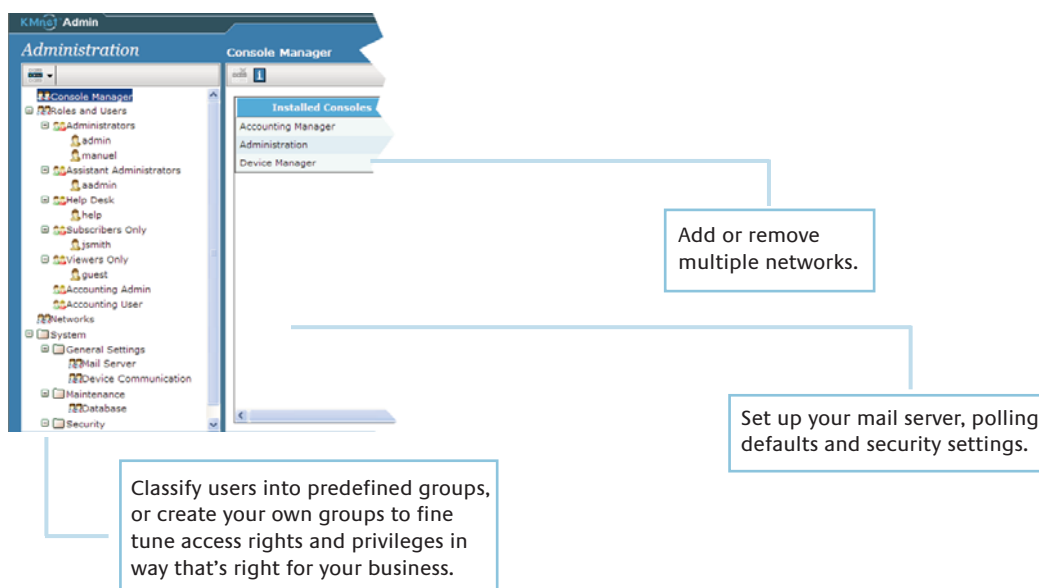 KMnet Admin
Administration
Console Manager
Console Manager
Roles and Users
Administrators
admin
manuel
Assistant Administrators
aadmin
Help Desk
help
Subscribers Only
jsmith
Viewers Only
guest
Accounting Admin
Accounting User
Networks
System
General Settings
Mail Server
Device Communication
Maintenance
Database
Security
Installed Consoles
Accounting Manager
Administration
Device Manager
Add or remove
multiple networks.
Set up your mail server, polling
defaults and security settings.
Classify users into predefined groups,
or create your own groups to fine
tune access rights and privileges in
way that's right for your business.